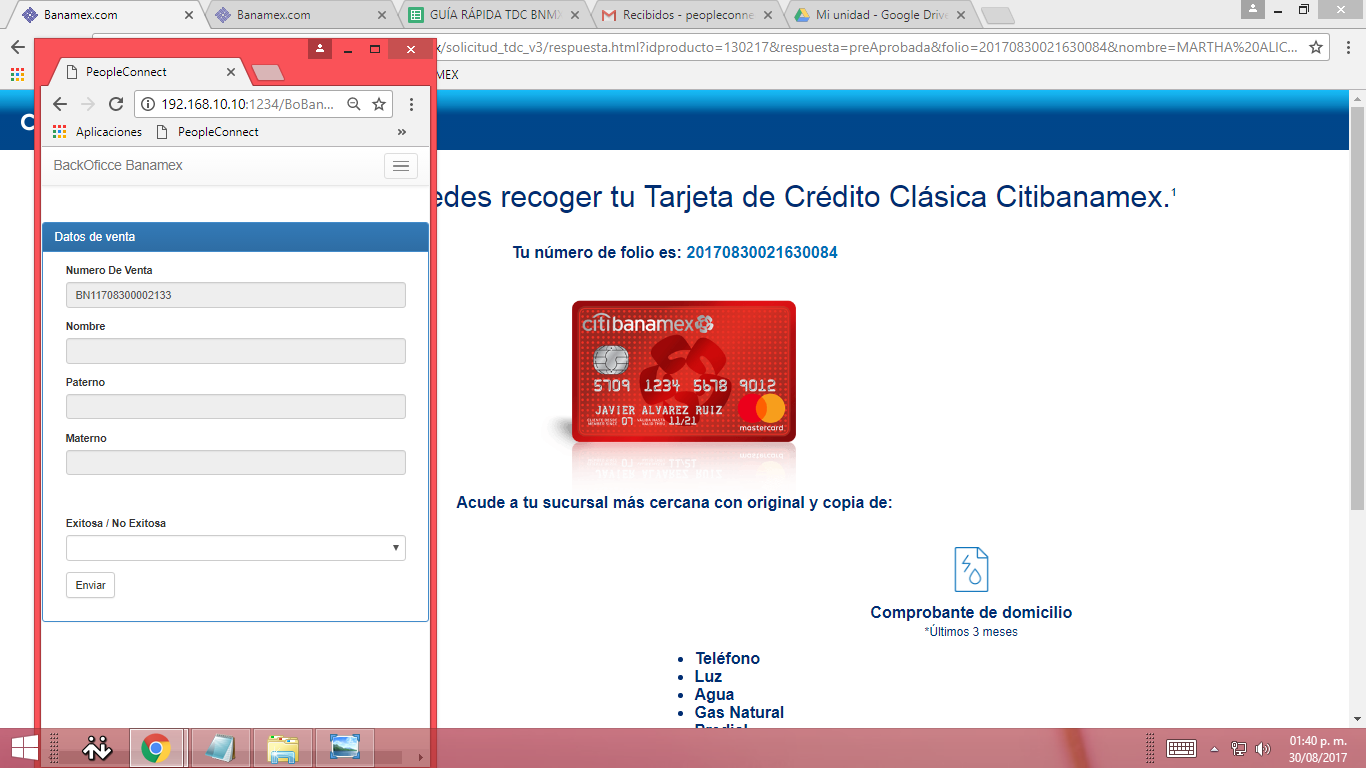 Banamex.com
Banamex.com
GUÍA RÁPIDA TDC BNMX
Recibidos - peopleconne
Mi unidad - Google Drive
x/solicitud_tdc_v3/respuesta.html?idproducto=130217&respuesta=preAprobada&folio=20170830021630084&nombre=MARTHA%20ALIC...
MEX
PeopleConnect
192.168.10.10:1234/BoBan...
Aplicaciones
PeopleConnect
»
BackOficce Banamex
Datos de venta
Numero De Venta
BN11708300002133
Nombre
Paterno
Materno
Exitosa / No Exitosa
Enviar
edes recoger tu Tarjeta de Crédito Clásica Citibanamex.1
Tu número de folio es: 20170830021630084
citibanamex
5709 1234 5678 9012
JAVIER ALVAREZ RUIZ
07
11/21
mastercard
Acude a tu sucursal más cercana con original y copia de:
Comprobante de domicilio
*Últimos 3 meses
• Teléfono
• Luz
• Agua
• Gas Natural
01:40 p. m.
30/08/2017